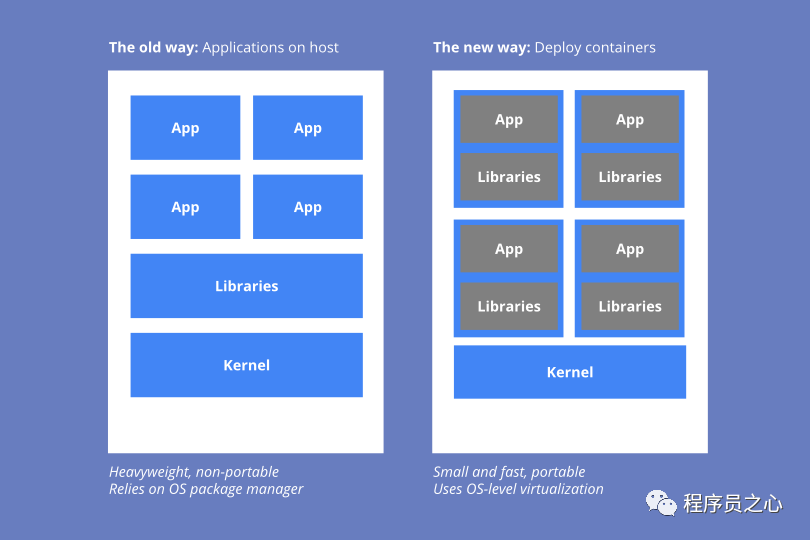 The old way: Applications on host
App
App
App
App
Libraries
Kernel
Heavyweight, non-portable
Relies on OS package manager
The new way: Deploy containers
App
App
Libraries
Libraries
App
App
Libraries
Libraries
Kernel
Small and fast, portable
Uses OS-level virtualization
程序员之心